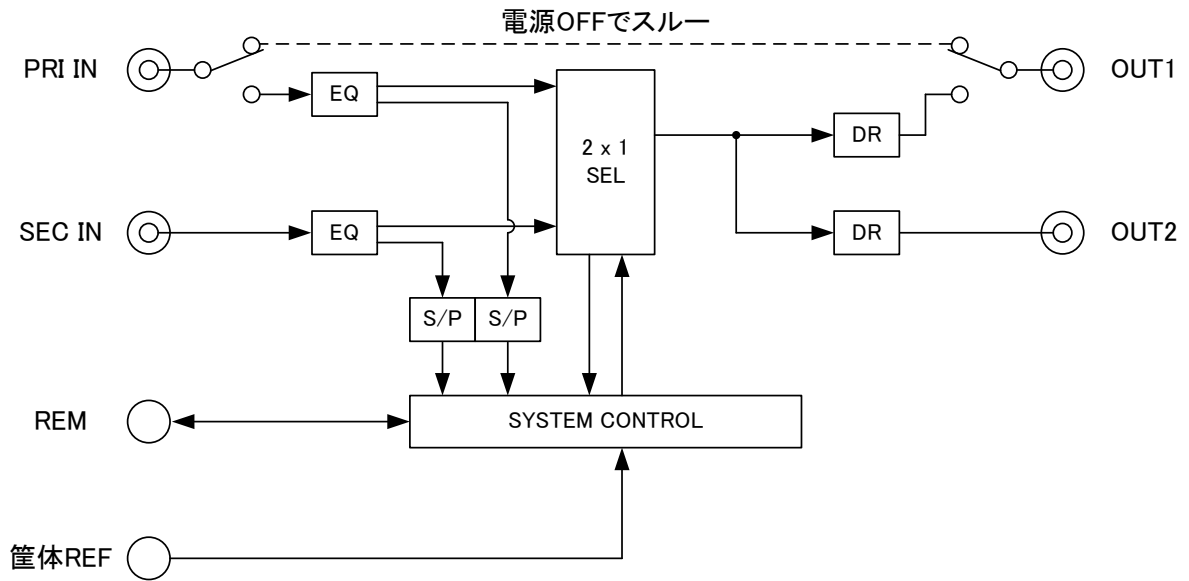 電源OFFでスルー
PRI IN
OUT1
EQ
2 x 1
SEL
DR
SEC IN
EQ
DR
OUT2
S/P
S/P
REM
SYSTEM CONTROL
筐体REF